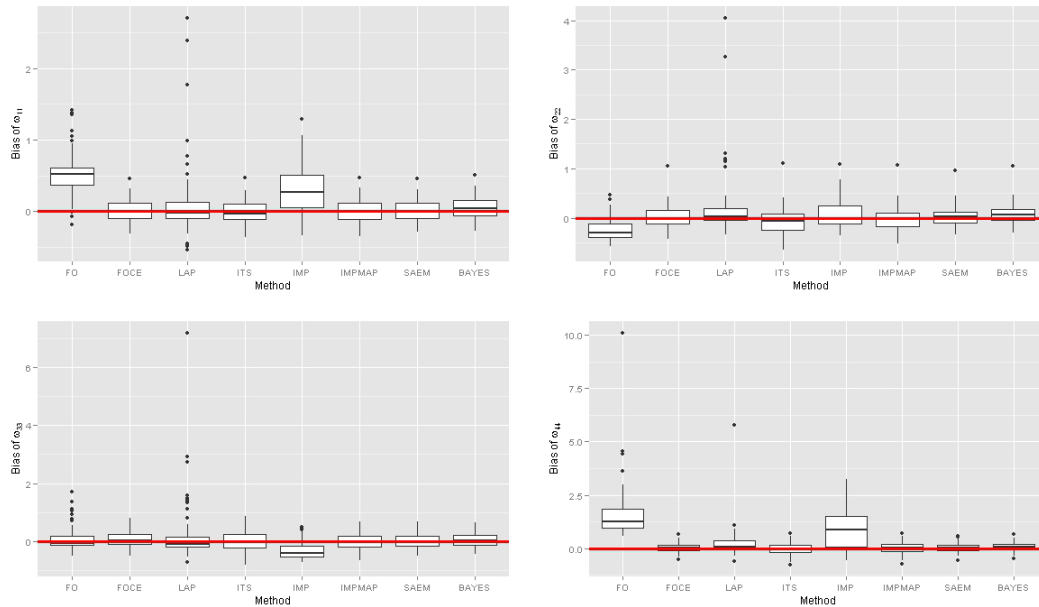 Bias of ω11
2
1
0
FO FOCE LAP ITS IMP IMPMAP SAEM BAYES
Method
Bias of ω22
4
3
2
1
0
FO FOCE LAP ITS IMP IMPMAP SAEM BAYES
Method
Bias of ω33
6
4
2
0
FO FOCE LAP ITS IMP IMPMAP SAEM BAYES
Method
Bias of ω44
10.0
7.5
5.0
2.5
0.0
FO FOCE LAP ITS IMP IMPMAP SAEM BAYES
Method